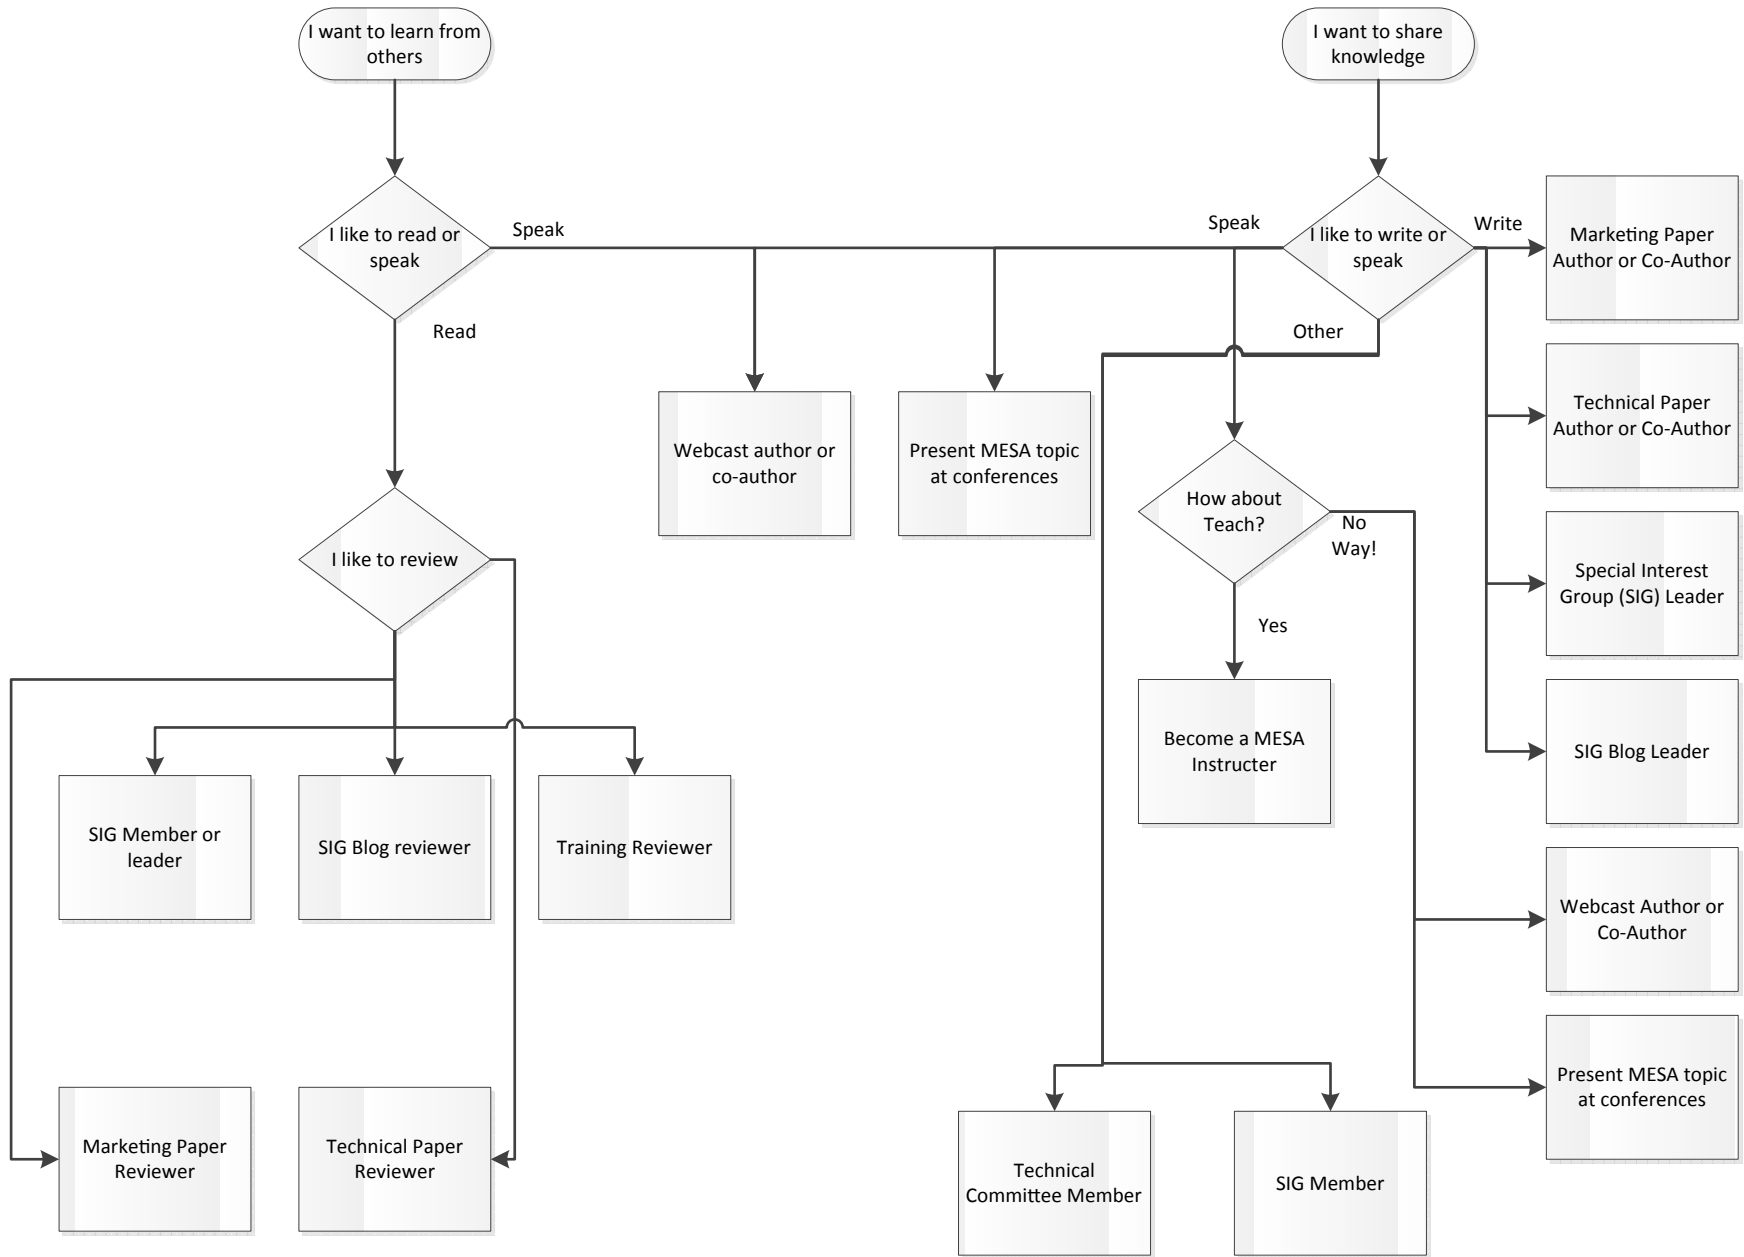 I want to learn from
others
I want to share
knowledge
I like to read or
speak
Speak
Speak
I like to write or
speak
Write
Marketing Paper
Author or Co-Author
Read
Other
Webcast author or
co-author
Present MESA topic
at conferences
Technical Paper
Author or Co-Author
How about
Teach?
No
Way!
I like to review
Special Interest
Group (SIG) Leader
Yes
Become a MESA
Instructer
SIG Blog Leader
SIG Member or
leader
SIG Blog reviewer
Training Reviewer
Webcast Author or
Co-Author
Present MESA topic
at conferences
Marketing Paper
Reviewer
Technical Paper
Reviewer
Technical
Committee Member
SIG Member